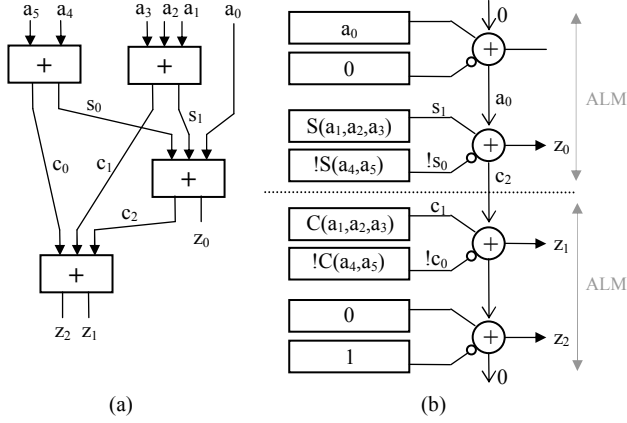 a₅ a₄
a₃ a₂ a₁
a₀
+
+
s₀
s₁
+
c₀
c₁
c₂
z₀
+
z₂ z₁
(a)
0
a₀
0
+
a₀
S(a₁,a₂,a₃)
s₁
!S(a₄,a₅)
!s₀
+
z₀
ALM
c₂
C(a₁,a₂,a₃)
c₁
!C(a₄,a₅)
!c₀
+
z₁
ALM
0
1
+
z₂
0
(b)